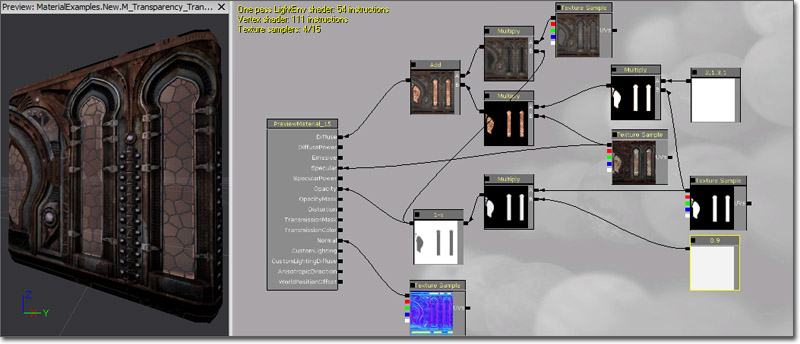 Preview: MaterialExamples.New.M_Transparency_Tran...
One pass LightEnv shader: 54 instructions
Vertex shader: 111 instructions
Texture samplers: 4/15
Texture Sample
UVs
Multiply
A
B
Add
A
B
Multiply
A
B
Multiply
A
B
2,1.3,1
PreviewMaterial_15
Diffuse
DiffusePower
Emissive
Specular
SpecularPower
Opacity
OpacityMask
Distortion
TransmissionMask
TransmissionColor
Normal
CustomLighting
CustomLightingDiffuse
AnisotropicDirection
WorldPositionOffset
Texture Sample
UVs
Multiply
A
B
Texture Sample
UVs
1-x
0.9
Texture Sample
UVs
Z
Y